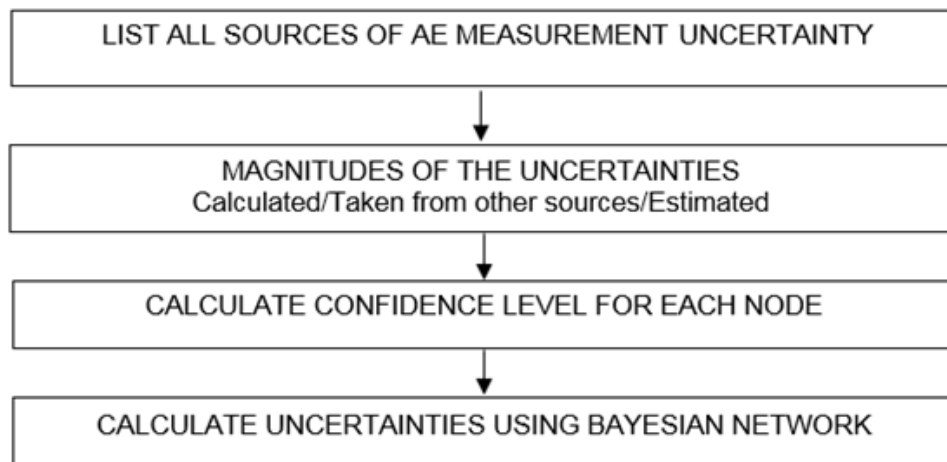 LIST ALL SOURCES OF AE MEASUREMENT UNCERTAINTY
MAGNITUDES OF THE UNCERTAINTIES
Calculated/Taken from other sources/Estimated
CALCULATE CONFIDENCE LEVEL FOR EACH NODE
CALCULATE UNCERTAINTIES USING BAYESIAN NETWORK